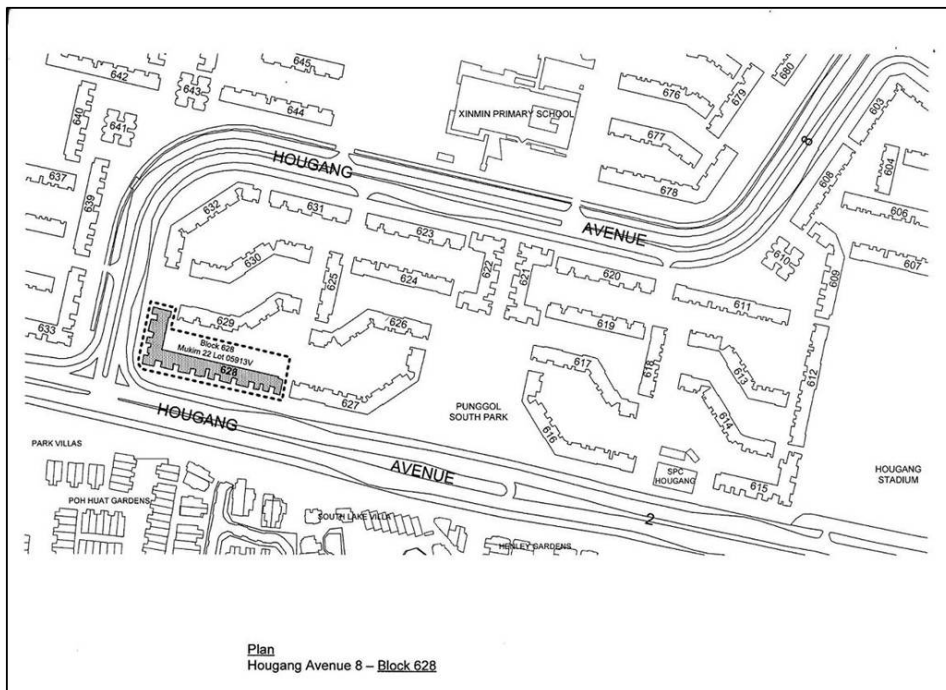 645
642
643
644
641
640
XINMIN PRIMARY SCHOOL
676
677
678
679
680
8
603
604
606
607
608
610
609
637
639
633
HOUGANG
AVENUE
632
631
630
623
622
621
620
611
625
624
619
629
626
618
617
613
612
Block 628
Mukim 22 Lot 05913V
628
627
PUNGGOL
SOUTH PARK
616
614
HOUGANG
AVENUE
2
SPC
HOUGANG
615
HOUGANG
STADIUM
PARK VILLAS
POH HUAT GARDENS
SOUTH LAKE VILLA
HENLEY GARDENS
Plan
Hougang Avenue 8 – Block 628